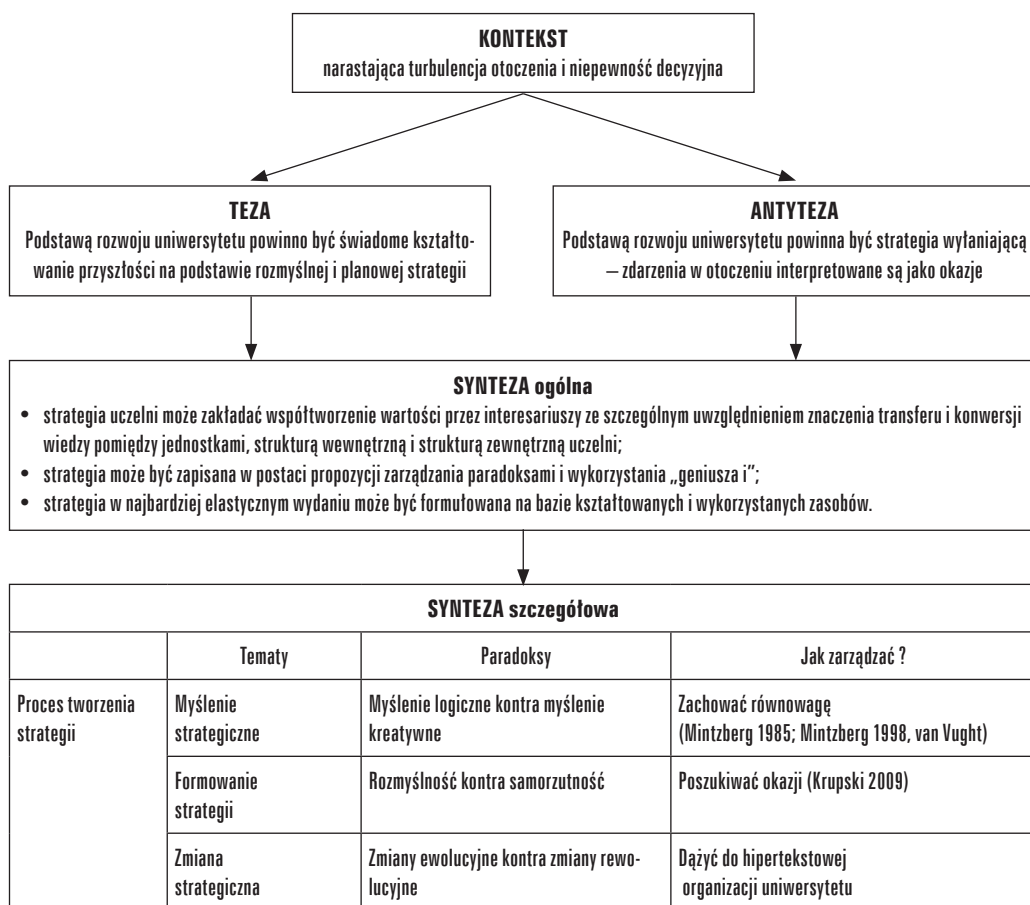 KONTEKST
narastająca turbulencja otoczenia i niepewność decyzyjna
TEZA
Podstawą rozwoju uniwersytetu powinno być świadome kształto-
wanie przyszłości na podstawie rozmyślnej i planowej strategii
ANTYTEZA
Podstawą rozwoju uniwersytetu powinna być strategia wyłaniającą
– zdarzenia w otoczeniu interpretowane są jako okazje
SYNTEZA ogólna
• strategia uczelni może zakładać współtworzenie wartości przez interesariuszy ze szczególnym uwzględnieniem znaczenia transferu i konwersji
wiedzy pomiędzy jednostkami, strukturą wewnętrzną i strukturą zewnętrzną uczelni;
• strategia może być zapisana w postaci propozycji zarządzania paradoksami i wykorzystania „geniusza i”;
• strategia w najbardziej elastycznym wydaniu może być formułowana na bazie kształtowanych i wykorzystanych zasobów.
SYNTEZA szczegółowa
Tematy
Paradoksy
Jak zarządzać ?
Proces tworzenia
strategii
Myślenie
strategiczne
Myślenie logiczne kontra myślenie
kreatywne
Zachować równowagę
(Mintzberg 1985; Mintzberg 1998, van Vught)
Formowanie
strategii
Rozmyślność kontra samorzutność
Poszukiwać okazji (Krupski 2009)
Zmiana
strategiczna
Zmiany ewolucyjne kontra zmiany rewo-
lucyjne
Dążyć do hipertekstowej
organizacji uniwersytetu